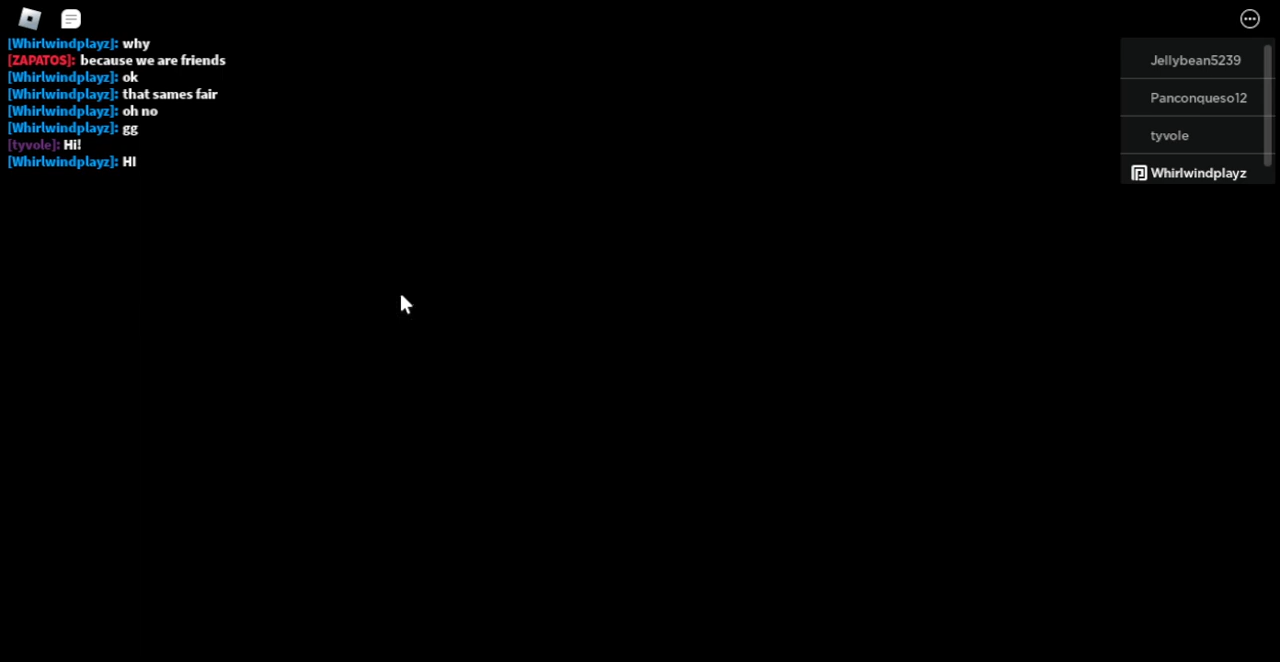 [Whirlwindplayz]: why
[ZAPATOS]: because we are friends
[Whirlwindplayz]: ok
[Whirlwindplayz]: that sames fair
[Whirlwindplayz]: oh no
[Whirlwindplayz]: gg
[tyvole]: Hi!
[Whirlwindplayz]: HI
Jellybean5239
Panconqueso12
tyvole
Whirlwindplayz